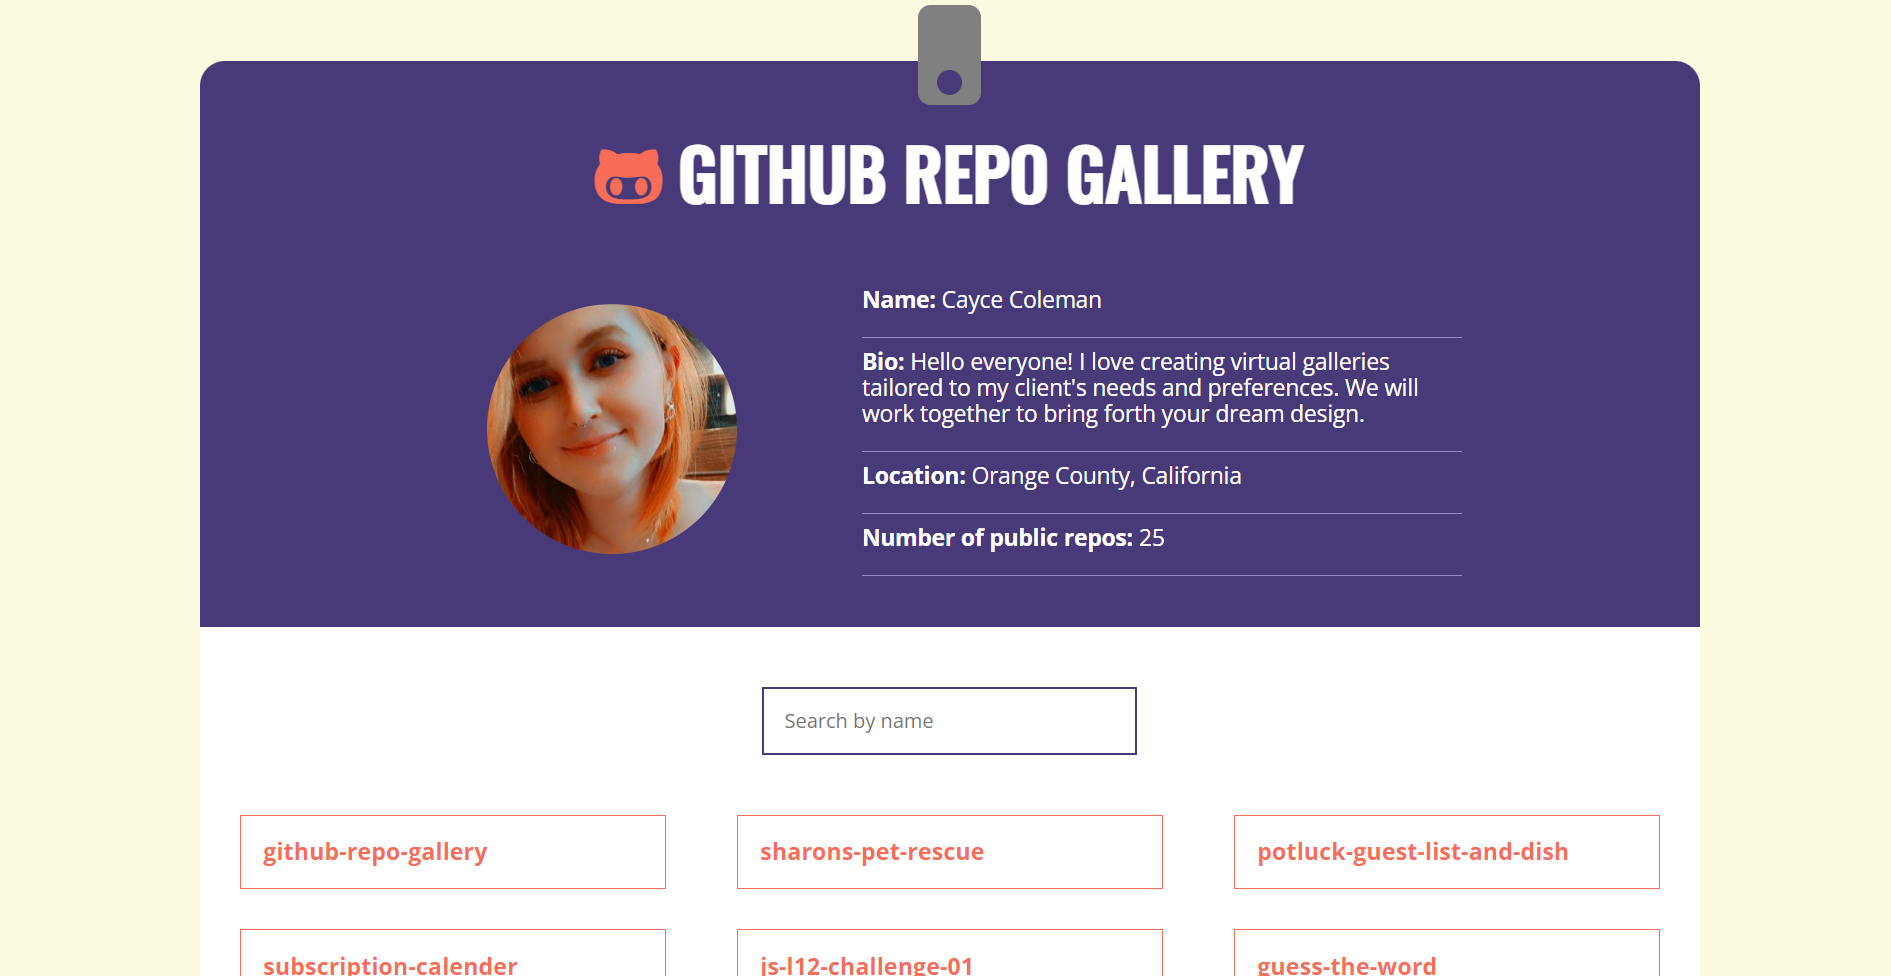 GITHUB REPO GALLERY
Name: Cayce Coleman
Bio: Hello everyone! I love creating virtual galleries
tailored to my client's needs and preferences. We will
work together to bring forth your dream design.
Location: Orange County, California
Number of public repos: 25
Search by name
github-repo-gallery
sharons-pet-rescue
potluck-guest-list-and-dish
subscription-calender
js-l12-challenge-01
guess-the-word